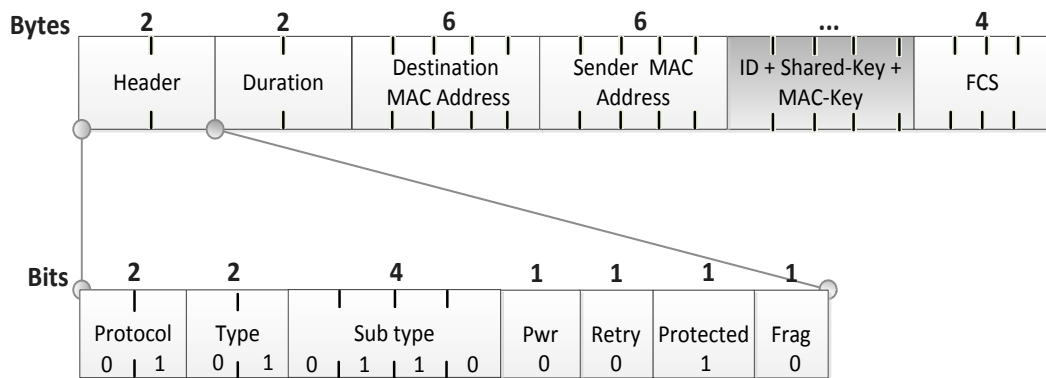 Bytes 2 2 6 6 ... 4
Header Duration Destination MAC Address Sender MAC Address ID + Shared-Key + MAC-Key FCS
Bits 2 2 4 1 1 1 1
Protocol Type Sub type Pwr Retry Protected Frag
0 1 0 1 0 1 1 0 0 0 1 0